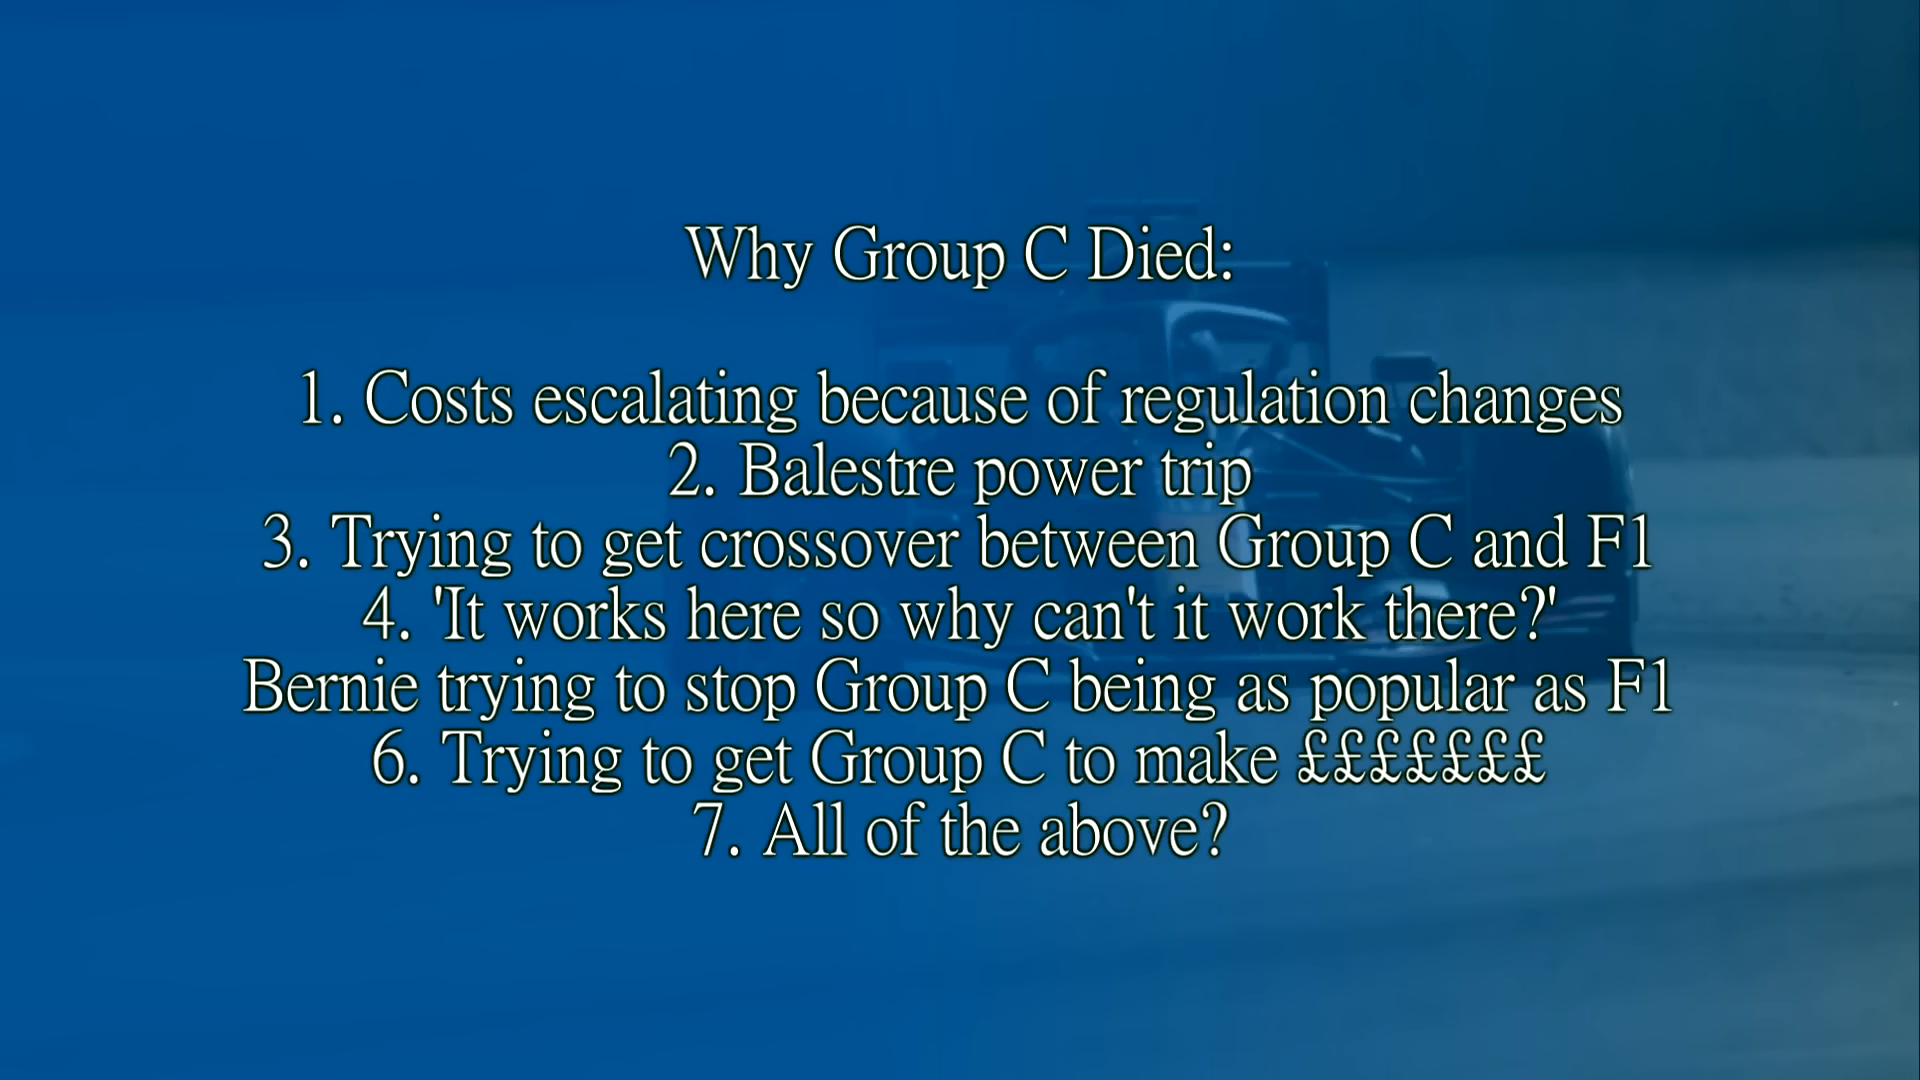 Why Group C Died:
1. Costs escalating because of regulation changes
2. Balestre power trip
3. Trying to get crossover between Group C and F1
4. 'It works here so why can't it work there?'
Bernie trying to stop Group C being as popular as F1
6. Trying to get Group C to make £££££££
7. All of the above?